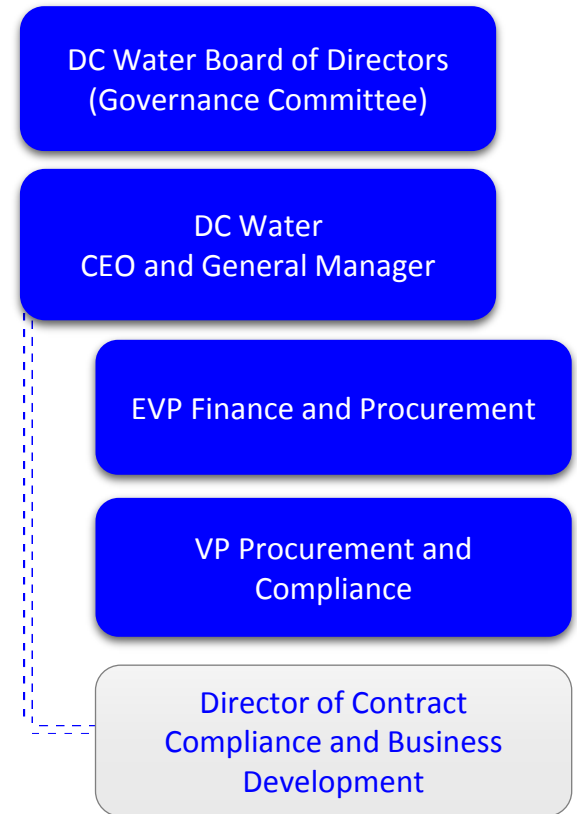 DC Water Board of Directors
(Governance Committee)
DC Water
CEO and General Manager
EVP Finance and Procurement
VP Procurement and
Compliance
Director of Contract
Compliance and Business
Development